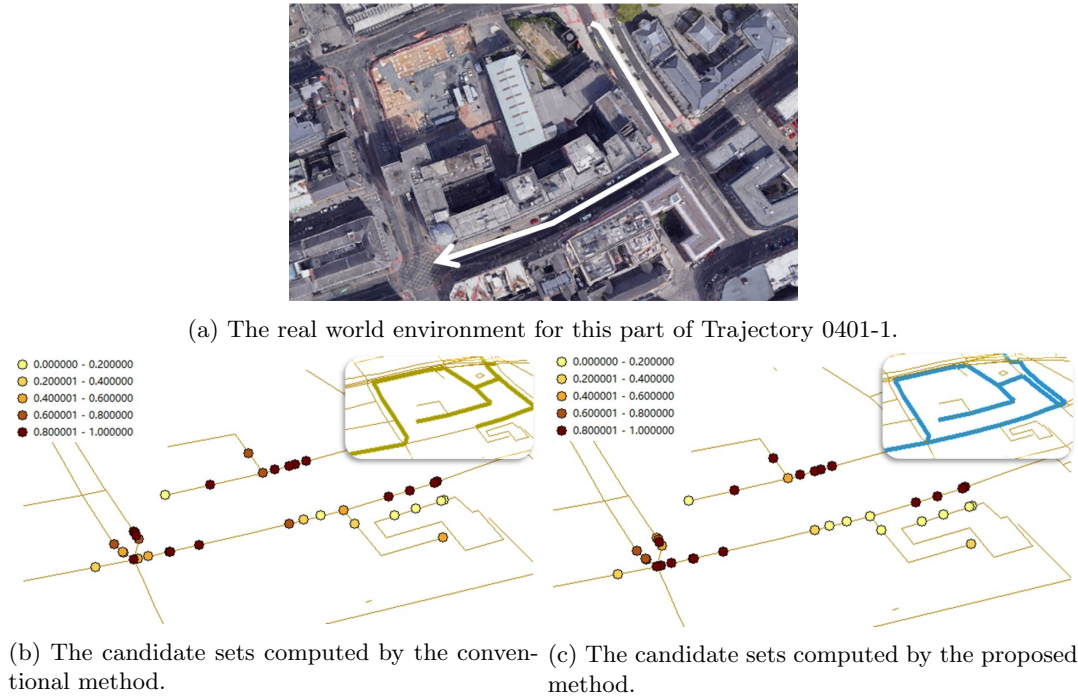 (a) The real world environment for this part of Trajectory 0401-1.
0.000000 - 0.200000
0.200001 - 0.400000
0.400001 - 0.600000
0.600001 - 0.800000
0.800001 - 1.000000
0.000000 - 0.200000
0.200001 - 0.400000
0.400001 - 0.600000
0.600001 - 0.800000
0.800001 - 1.000000
(b) The candidate sets computed by the conven-
tional method.
(c) The candidate sets computed by the proposed
method.